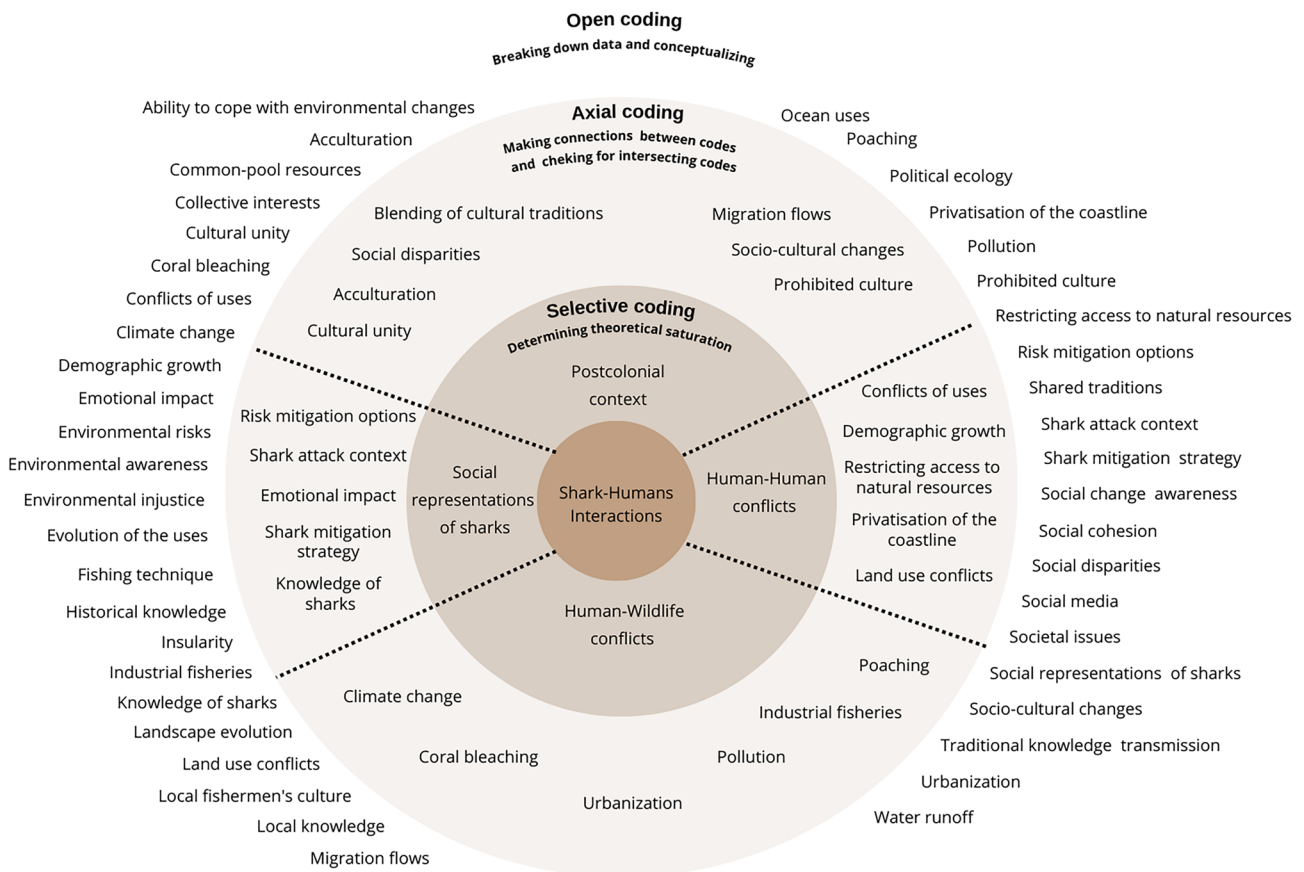 Open coding
Breaking down data and conceptualizing
Ability to cope with environmental changes
Acculturation
Common-pool resources
Collective interests
Cultural unity
Coral bleaching
Conflicts of uses
Climate change
Demographic growth
Emotional impact
Environmental risks
Environmental awareness
Environmental injustice
Evolution of the uses
Fishing technique
Historical knowledge
Insularity
Industrial fisheries
Knowledge of sharks
Landscape evolution
Land use conflicts
Local fishermen's culture
Local knowledge
Migration flows
Ocean uses
Poaching
Political ecology
Privatisation of the coastline
Pollution
Prohibited culture
Restricting access to natural resources
Risk mitigation options
Shared traditions
Shark attack context
Shark mitigation strategy
Social change awareness
Social cohesion
Social disparities
Social media
Societal issues
Social representations of sharks
Socio-cultural changes
Traditional knowledge transmission
Urbanization
Water runoff
Axial coding
Making connections between codes
and cheking for intersecting codes
Blending of cultural traditions
Social disparities
Acculturation
Cultural unity
Migration flows
Socio-cultural changes
Prohibited culture
Risk mitigation options
Shark attack context
Emotional impact
Shark mitigation
strategy
Knowledge of
sharks
Conflicts of uses
Demographic growth
Restricting access to
natural resources
Privatisation of the
coastline
Land use conflicts
Climate change
Coral bleaching
Urbanization
Pollution
Industrial fisheries
Poaching
Selective coding
Determining theoretical saturation
Postcolonial
context
Social
representations
of sharks
Human-Human
conflicts
Human-Wildlife
conflicts
Shark-Humans
Interactions